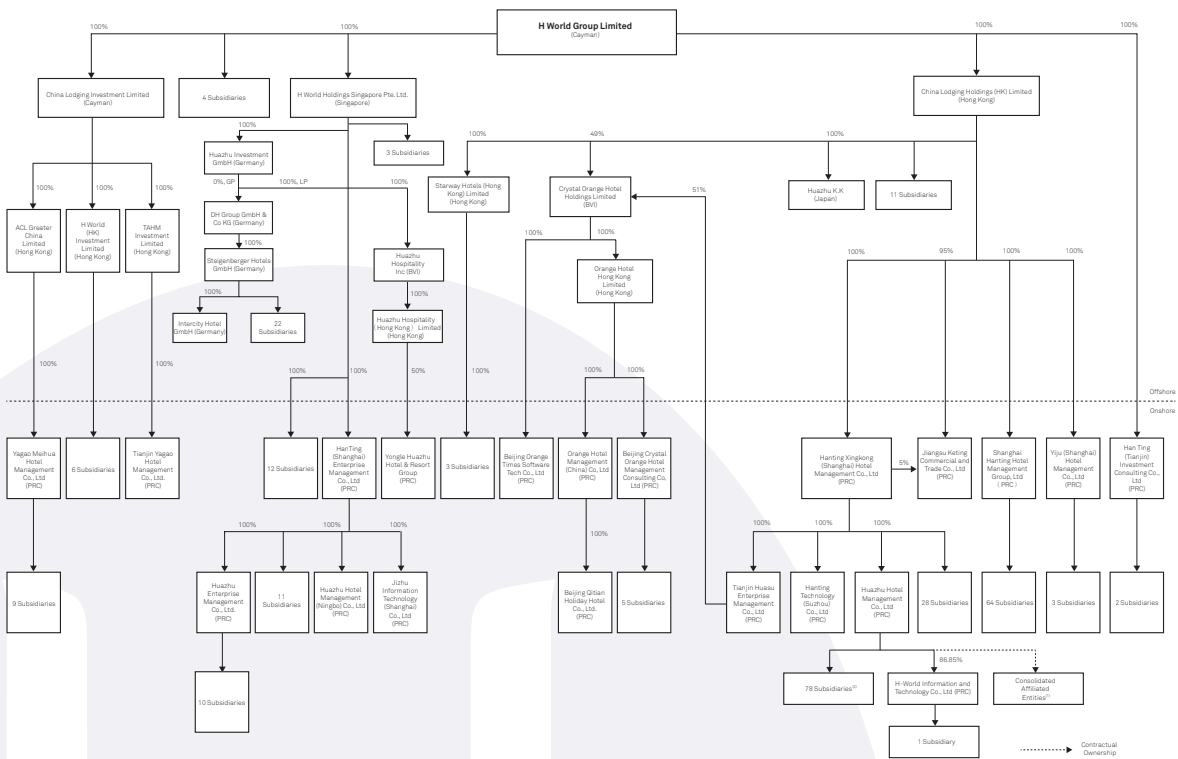 H World Group Limited
(Cayman)
100%
100%
100%
100%
China Lodging Investment Limited
(Cayman)
4 Subsidiaries
H World Holdings Singapore Pte. Ltd.
(Singapore)
China Lodging Holdings (HK) Limited
(Hong Kong)
100%
Huazhu Investment
GmbH (Germany)
3 Subsidiaries
100%
49%
100%
0%, GP
100%, LP
100%
100%
100%
100%
Starway Hotels (Hong
Kong) Limited
(Hong Kong)
Crystal Orange Hotel
Holdings Limited
(BVI)
51%
Huazhu K.K
(Japan)
11 Subsidiaries
ACL Greater
China
Limited
(Hong Kong)
H World
(HK)
Investment
Limited
(Hong Kong)
TAHM
Investment
Limited
(Hong Kong)
DH Group GmbH &
Co KG (Germany)
100%
Steigenberger Hotels
GmbH (Germany)
100%
Intercity Hotel
GmbH (Germany)
22
Subsidiaries
Huazhu
Hospitality
Inc (BVI)
100%
Huazhu Hospitality
(Hong Kong) Limited
(Hong Kong)
100%
100%
Orange Hotel
Hong Kong
Limited
(Hong Kong)
100%
95%
100%
100%
100%
100%
100%
100%
50%
100%
100%
100%
Offshore
Onshore
Yagao Meihua
Hotel
Management
Co., Ltd
(PRC)
6 Subsidiaries
Tianjin Yagao
Hotel
Management
Co., Ltd.
(PRC)
12 Subsidiaries
HanTing
(Shanghai)
Enterprise
Management
Co., Ltd
(PRC)
Yongle Huazhu
Hotel & Resort
Group
(PRC)
3 Subsidiaries
Beijing Orange
Times Software
Tech Co., Ltd
(PRC)
Orange Hotel
Management
(China) Co, Ltd
(PRC)
Beijing Crystal
Orange Hotel
Management
Consulting Co,
Ltd (PRC)
Hanting Xingkong
(Shanghai) Hotel
Management Co., Ltd
(PRC)
5%
Jiangsu Keting
Commercial and
Trade Co., Ltd
(PRC)
Shanghai
Hanting Hotel
Management
Group, Ltd
( PRC )
Yiju (Shanghai)
Hotel
Management
Co., Ltd
(PRC)
Han Ting
(Tianjin)
Investment
Consulting Co.,
Ltd
(PRC)
100%
100%
100%
100%
100%
100%
100%
9 Subsidiaries
Huazhu
Enterprise
Management
Co., Ltd.
(PRC)
11
Subsidiaries
Huazhu Hotel
Management
(Ningbo) Co., Ltd
(PRC)
Jizhu
Information
Technology
(Shanghai)
Co., Ltd
(PRC)
Beijing Qitian
Holiday Hotel
Co., Ltd.
(PRC)
5 Subsidiaries
Tianjin Huasu
Enterprise
Management
Co., Ltd
(PRC)
Hanting
Technology
(Suzhou)
Co., Ltd
(PRC)
Huazhu Hotel
Management
Co., Ltd
(PRC)
28 Subsidiaries
64 Subsidiaries
3 Subsidiaries
2 Subsidiaries
10 Subsidiaries
86.85%
78 Subsidiaries
H-World Information and
Technology Co., Ltd (PRC)
Consolidated
Affiliated
Entities
1 Subsidiary
Contractual
Ownership